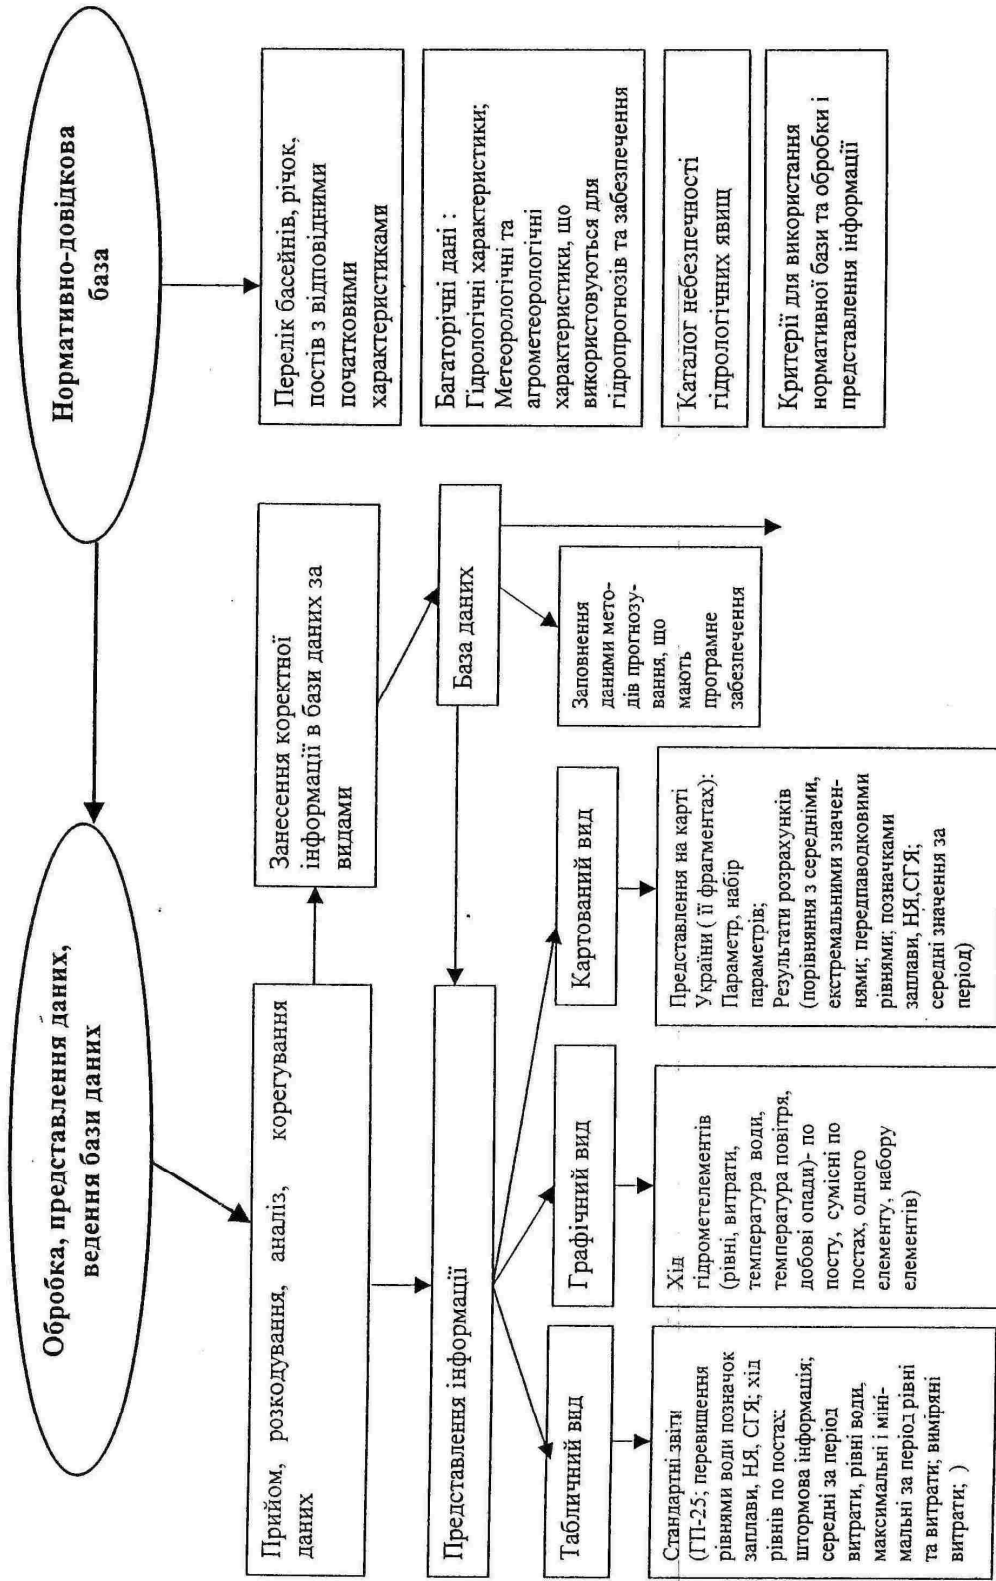 Обробка, представлення даних,
ведення бази даних
Нормативно-довідкова
база
Прийом, розкодування, аналіз, корегування
даних
Занесення коректної
інформації в бази даних за
видами
Перелік басейнів, річок,
постів з відповідними
початковими
характеристиками
Представлення інформації
База даних
Багаторічні дані :
Гідрологічні характеристики;
Метеорологічні та
агрометеорологічні
характеристики, що
використовуються для
гідропрогнозів та забезпечення
Табличний вид
Графічний вид
Картований вид
Заповнення
даними мето-
дів прогнозу-
вання, що
мають
програмне
забезпечення
Каталог небезпечності
гідрологічних явищ
Критерії для використання
нормативної бази та обробки і
представлення інформації
Стандартні звіти
(ГП-25; перевищення
рівнями води позначок
заплави, НЯ, СГЯ; хід
рівнів по постах;
штормова інформація;
середні за період
витрати, рівні води,
максимальні і міні-
мальні за період рівні
та витрати; виміряні
витрати; )
Хід
гідрометелементів
(рівні, витрати,
температура води,
температура повітря,
добові опади)- по
посту, сумісні по
постах, одного
елементу, набору
елементів)
Представлення на карті
України ( її фрагментах):
Параметр, набір
параметрів;
Результати розрахунків
(порівняння з середніми,
екстремальними значен-
нями; передпаводковими
рівнями; позначками
заплави, НЯ,СГЯ;
середні значення за
період)